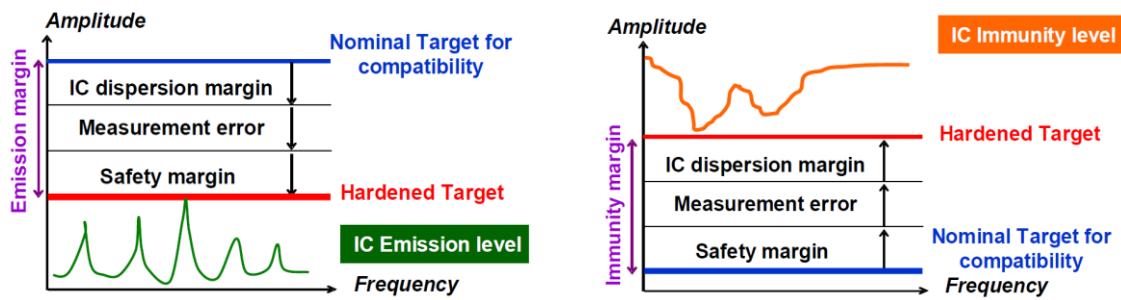 Amplitude
Nominal Target for
compatibility
Emission margin
IC dispersion margin
Measurement error
Safety margin
Hardened Target
IC Emission level
Frequency
Amplitude
IC Immunity level
Hardened Target
Immunity margin
IC dispersion margin
Measurement error
Safety margin
Nominal Target for
compatibility
Frequency